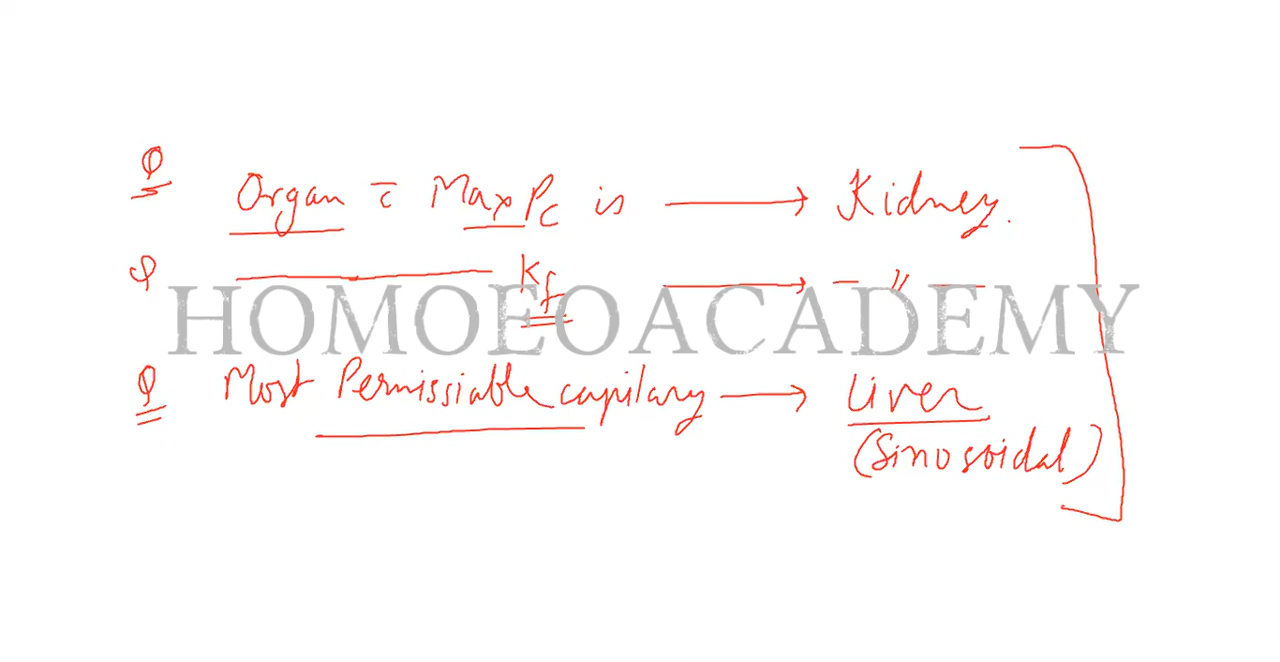 Q Organ c̄ Max Pc is → Kidney.
Q ——— Kf → — " —
HOMOEOACADEMY
Q Most Permissiable capilary → Liver
(Sinosoidal)